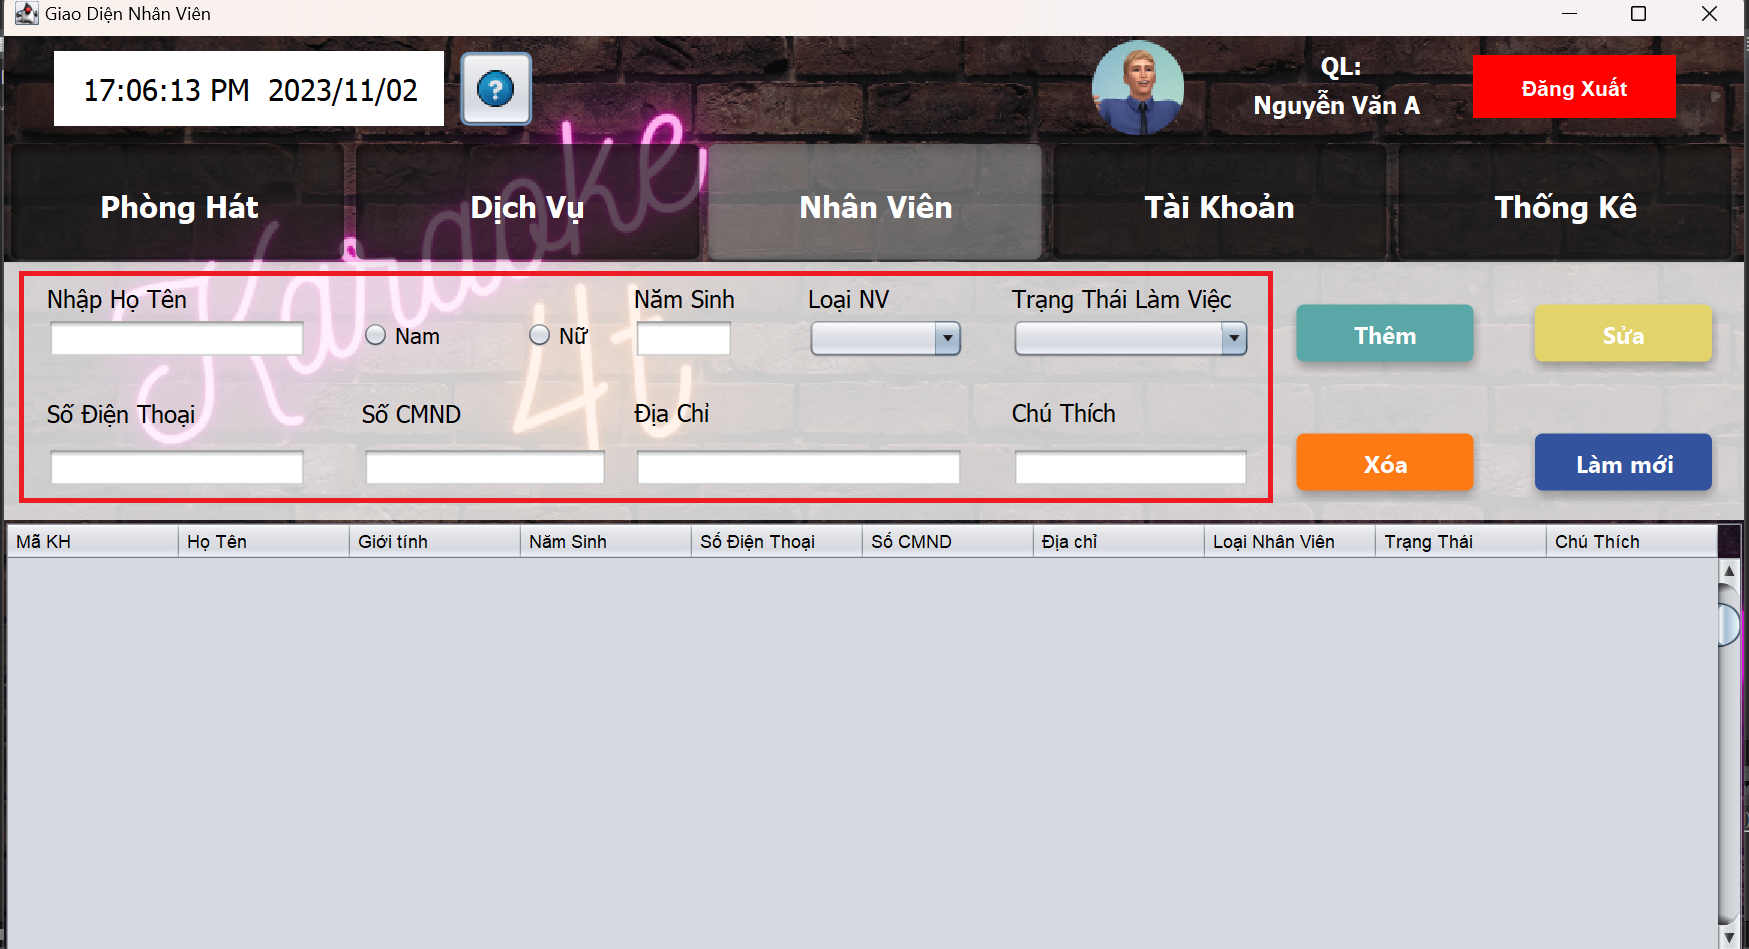 Giao Diện Nhân Viên
17:06:13 PM 2023/11/02
?
QL:
Nguyễn Văn A
Đăng Xuất
Karaoke
4t
Phòng Hát
Dịch Vụ
Nhân Viên
Tài Khoản
Thống Kê
Nhập Họ Tên
Nam
Nữ
Năm Sinh
Loại NV
Trạng Thái Làm Việc
Thêm
Sửa
Số Điện Thoại
Số CMND
Địa Chỉ
Chú Thích
Xóa
Làm mới
Mã KH Họ Tên Giới tính Năm Sinh Số Điện Thoại Số CMND Địa chỉ Loại Nhân Viên Trạng Thái Chú Thích